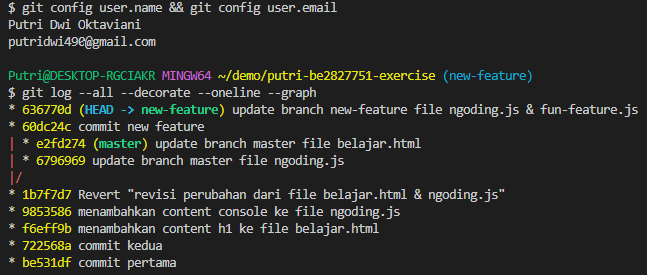 $ git config user.name && git config user.email
Putri Dwi Oktaviani
putridwi490@gmail.com
Putri@DESKTOP-RGCIAKR MINGW64 ~/demo/putri-be2827751-exercise (new-feature)
$ git log --all --decorate --oneline --graph
* 636770d (HEAD -> new-feature) update branch new-feature file ngoding.js & fun-feature.js
* 60dc24c commit new feature
| * e2fd274 (master) update branch master file belajar.html
| * 6796969 update branch master file ngoding.js
|/
* 1b7f7d7 Revert "revisi perubahan dari file belajar.html & ngoding.js"
* 9853586 menambahkan content console ke file ngoding.js
* f6eff9b menambahkan content h1 ke file belajar.html
* 722568a commit kedua
* be531df commit pertama